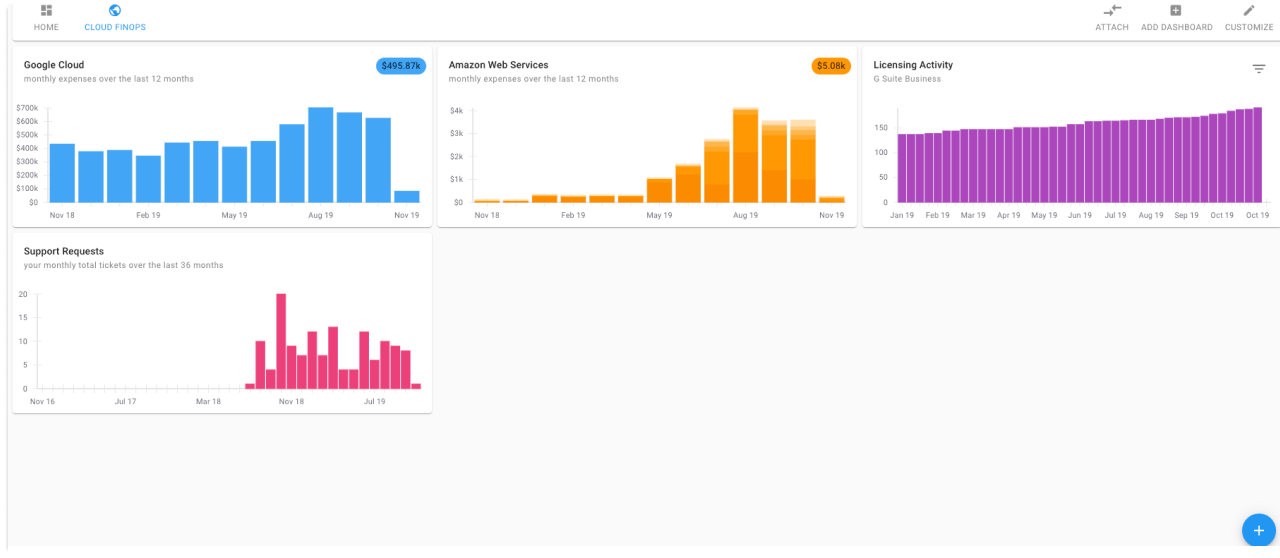 HOME
CLOUD FINOPS
ATTACH
ADD DASHBOARD
CUSTOMIZE
Google Cloud
monthly expenses over the last 12 months
$495.87k
$700k
$600k
$500k
$400k
$300k
$200k
$100k
$0
Nov 18 Feb 19 May 19 Aug 19 Nov 19
Amazon Web Services
monthly expenses over the last 12 months
$5.08k
$4k
$3k
$2k
$1k
$0
Nov 18 Feb 19 May 19 Aug 19 Nov 19
Licensing Activity
G Suite Business
150
100
50
0
Jan 19 Feb 19 Mar 19 Apr 19 May 19 Jun 19 Jul 19 Aug 19 Sep 19 Oct 19 Oct 19
Support Requests
your monthly total tickets over the last 36 months
20
15
10
5
0
Nov 16 Jul 17 Mar 18 Nov 18 Jul 19